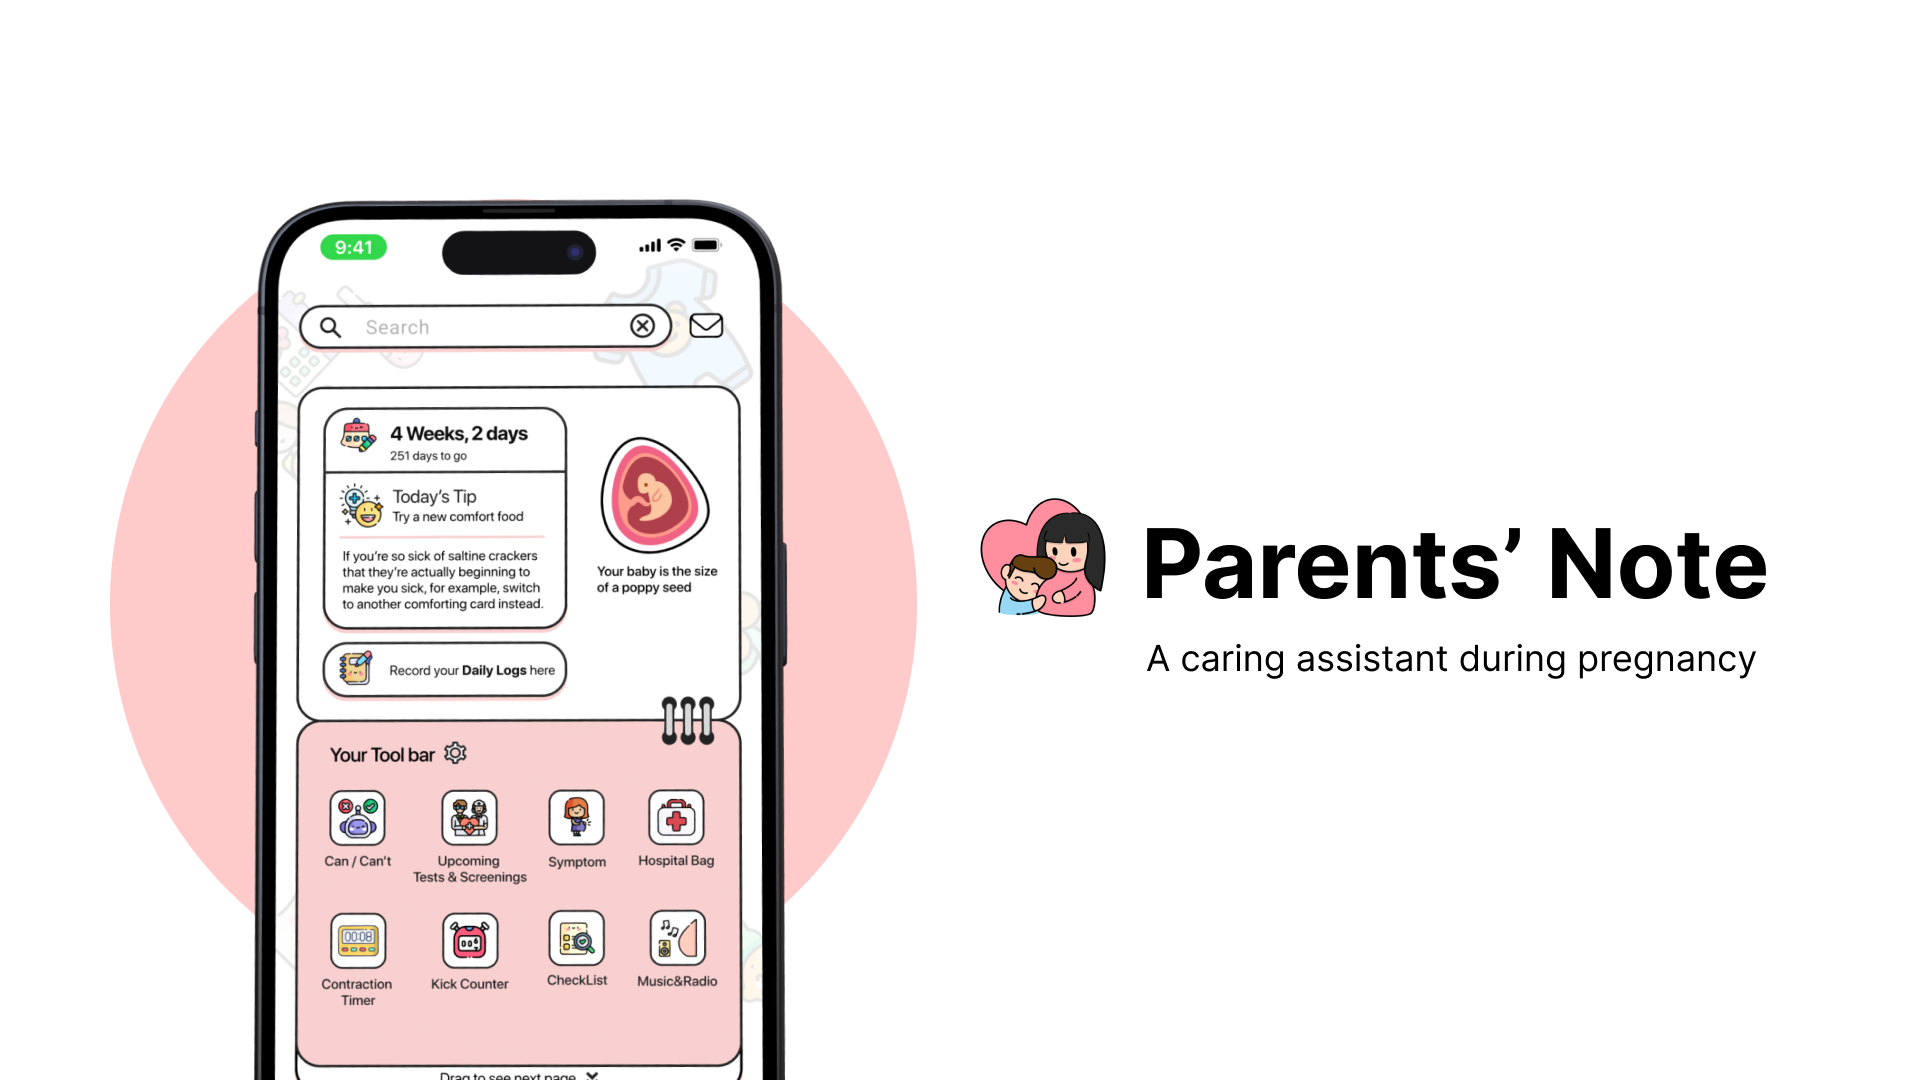 9:41
Search
4 Weeks, 2 days
251 days to go
Today's Tip
Try a new comfort food
If you're so sick of saltine crackers
that they're actually beginning to
make you sick, for example, switch
to another comforting card instead.
Your baby is the size
of a poppy seed
Record your Daily Logs here
Your Tool bar
Can / Can't
Upcoming
Tests & Screenings
Symptom
Hospital Bag
00:08
Contraction
Timer
Kick Counter
CheckList
Music&Radio
Drag to see next page
Parents’ Note
A caring assistant during pregnancy